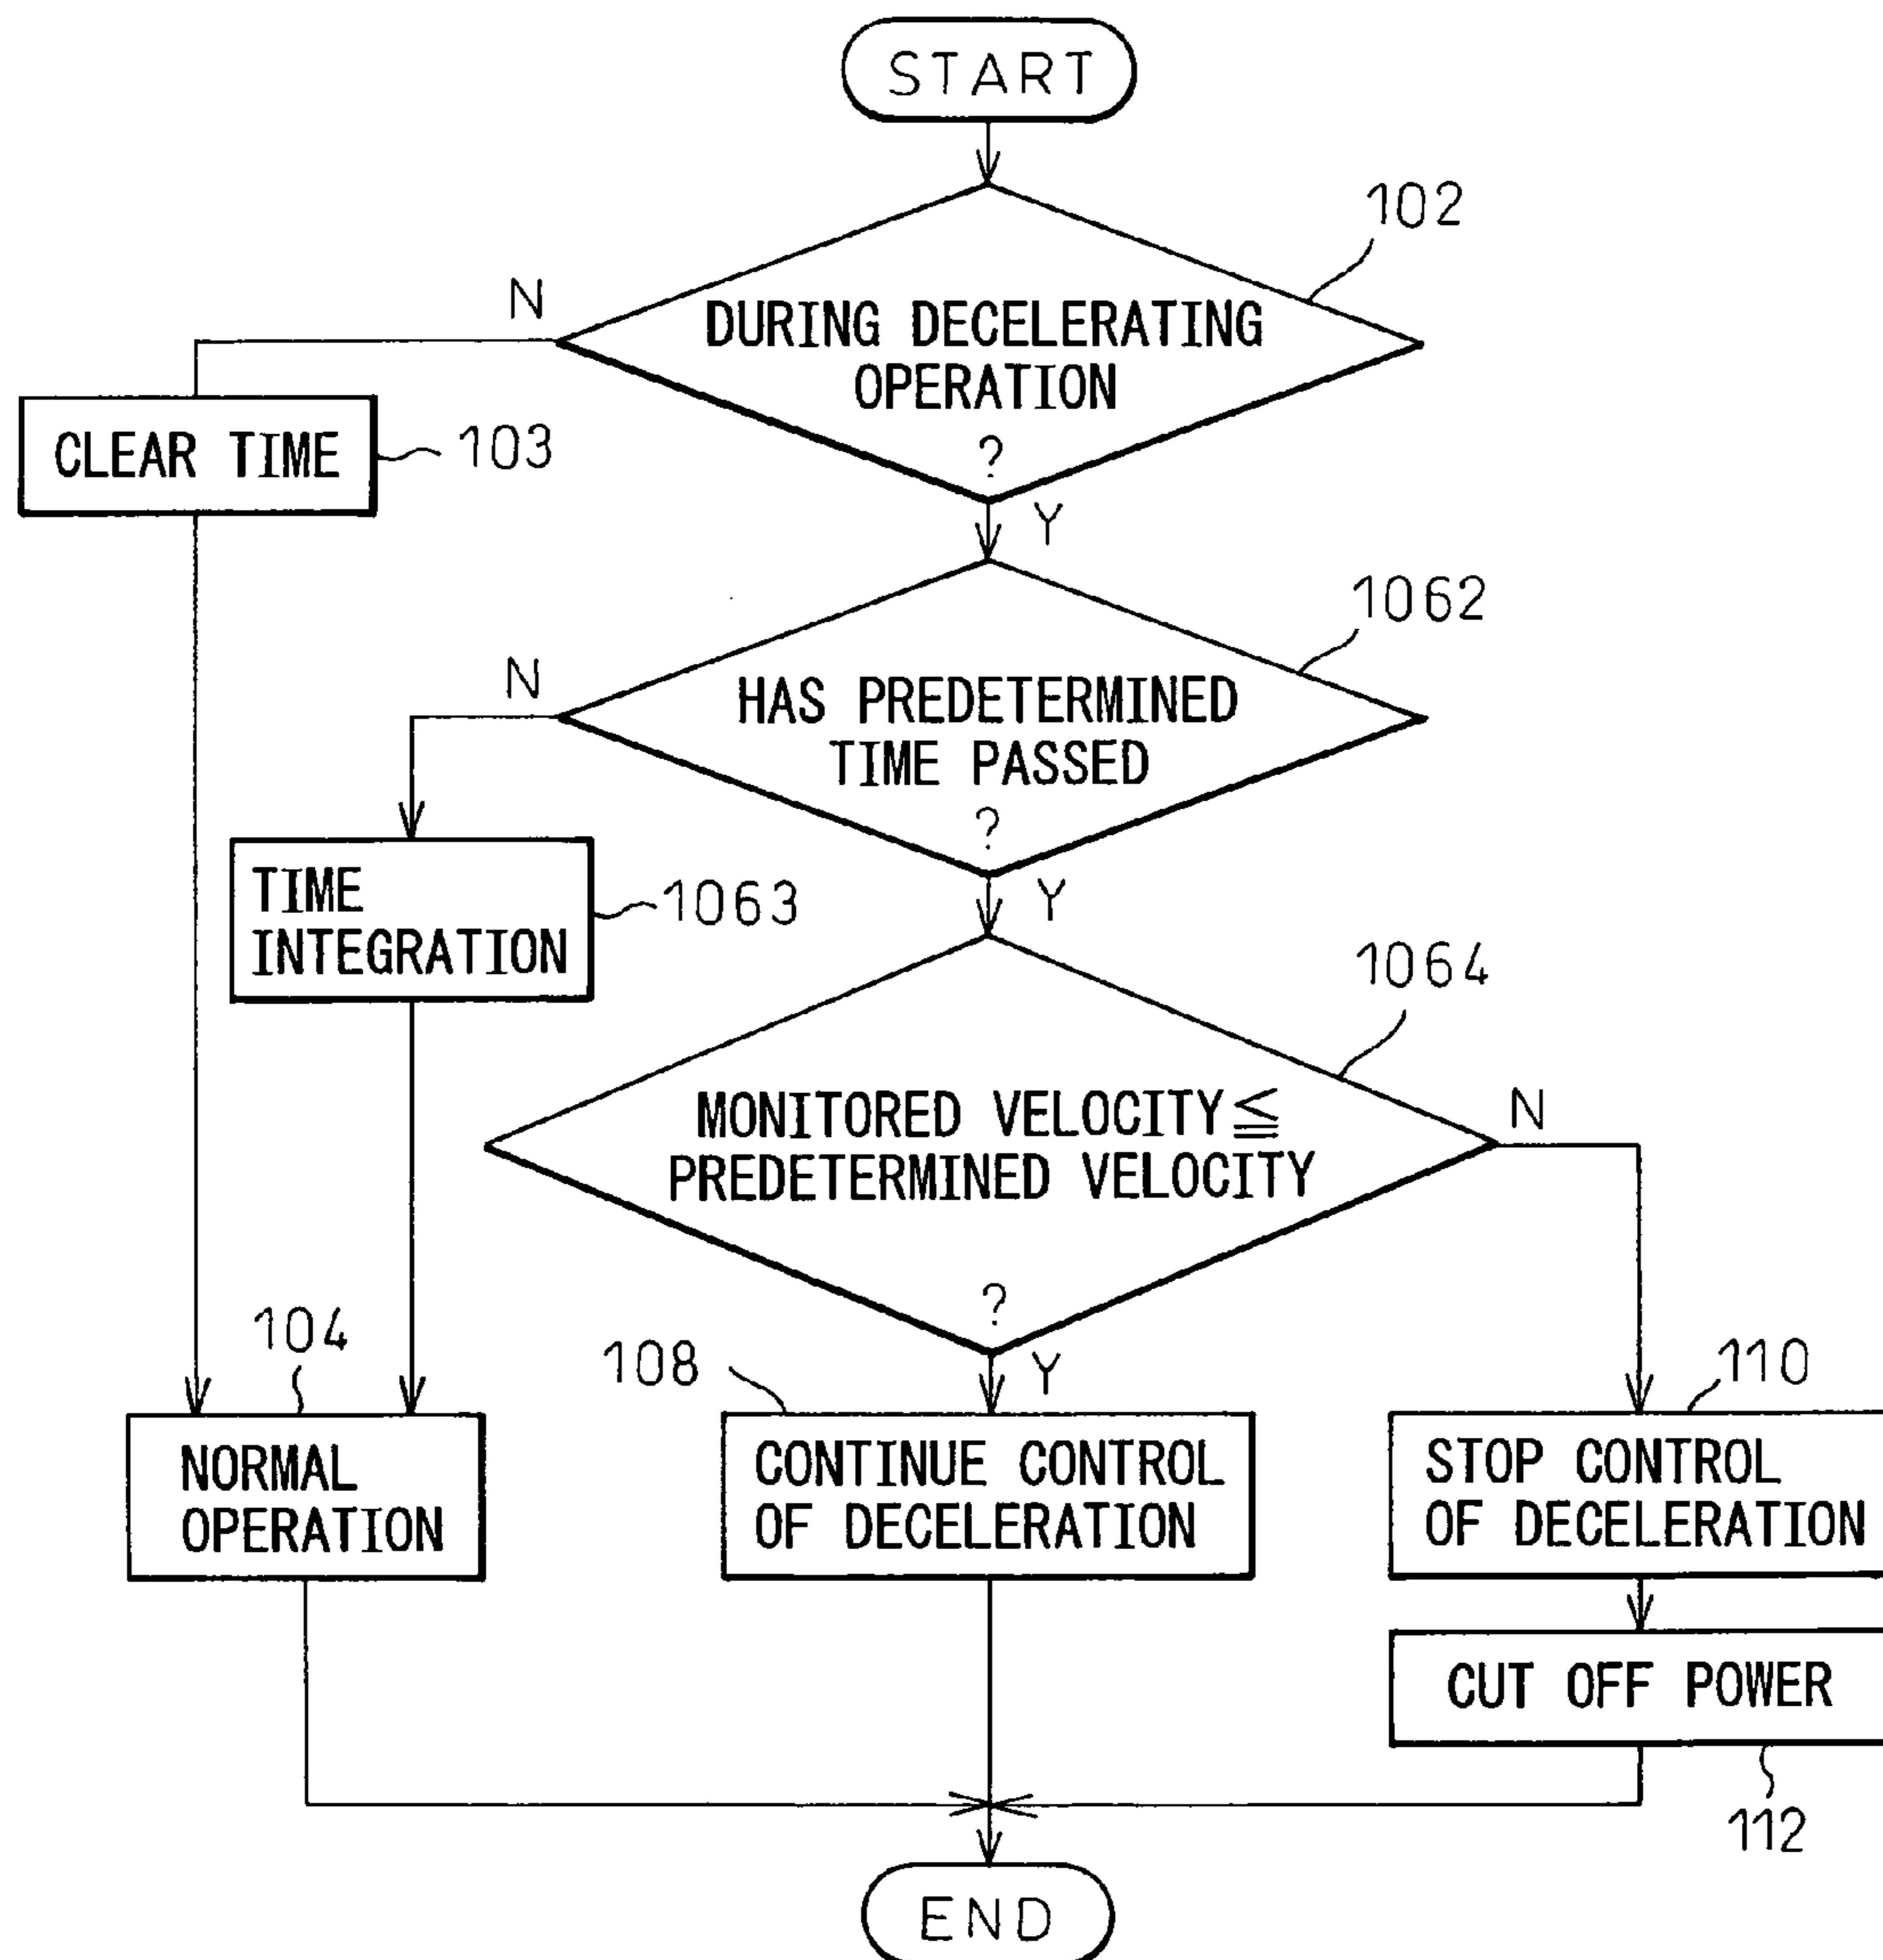 START
102
N
DURING DECELERATING
OPERATION
?
CLEAR TIME
103
Y
1062
N
HAS PREDETERMINED
TIME PASSED
?
TIME
INTEGRATION
1063
Y
1064
MONITORED VELOCITY≦
PREDETERMINED VELOCITY
?
N
104
108
Y
110
NORMAL
OPERATION
CONTINUE CONTROL
OF DECELERATION
STOP CONTROL
OF DECELERATION
CUT OFF POWER
112
END